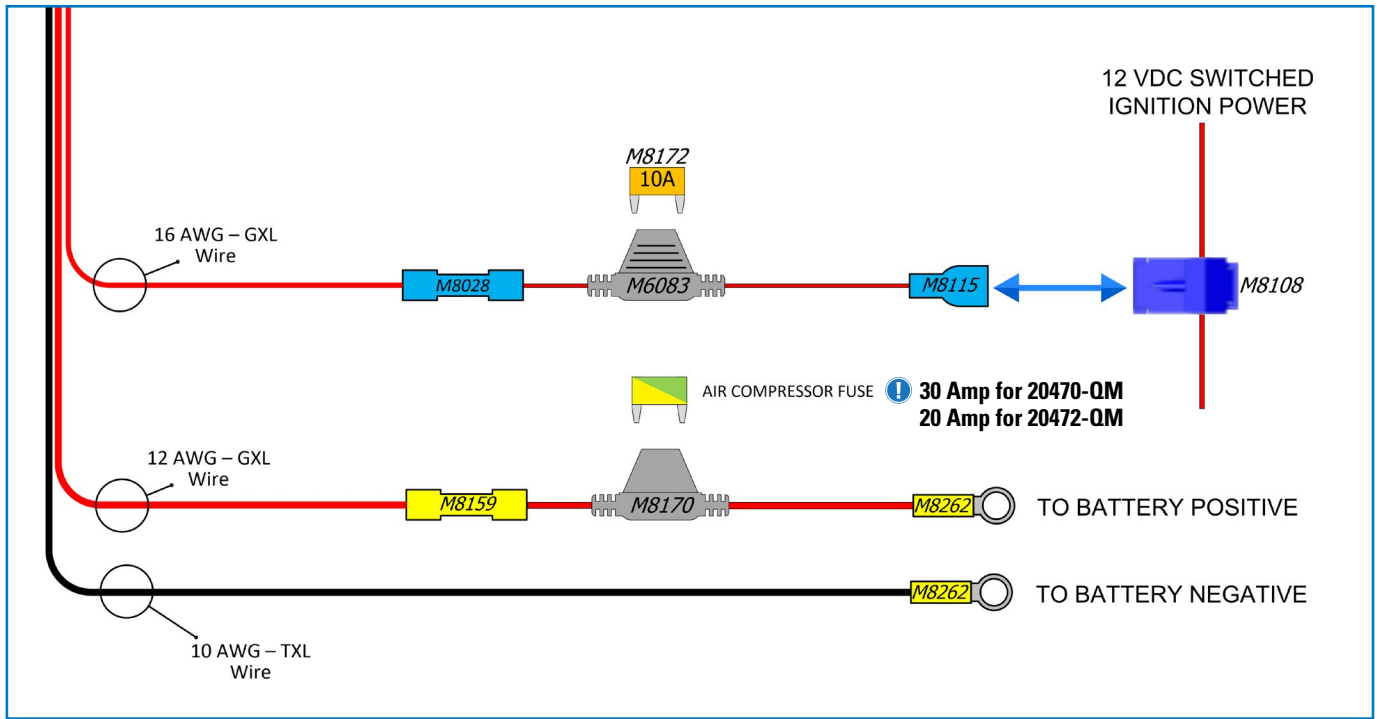 12 VDC SWITCHED
IGNITION POWER
M8172
10A
16 AWG – GXL
Wire
M8028
M6083
M8115
M8108
AIR COMPRESSOR FUSE
! 30 Amp for 20470-QM
20 Amp for 20472-QM
12 AWG – GXL
Wire
M8159
M8170
M8262
TO BATTERY POSITIVE
M8262
TO BATTERY NEGATIVE
10 AWG – TXL
Wire